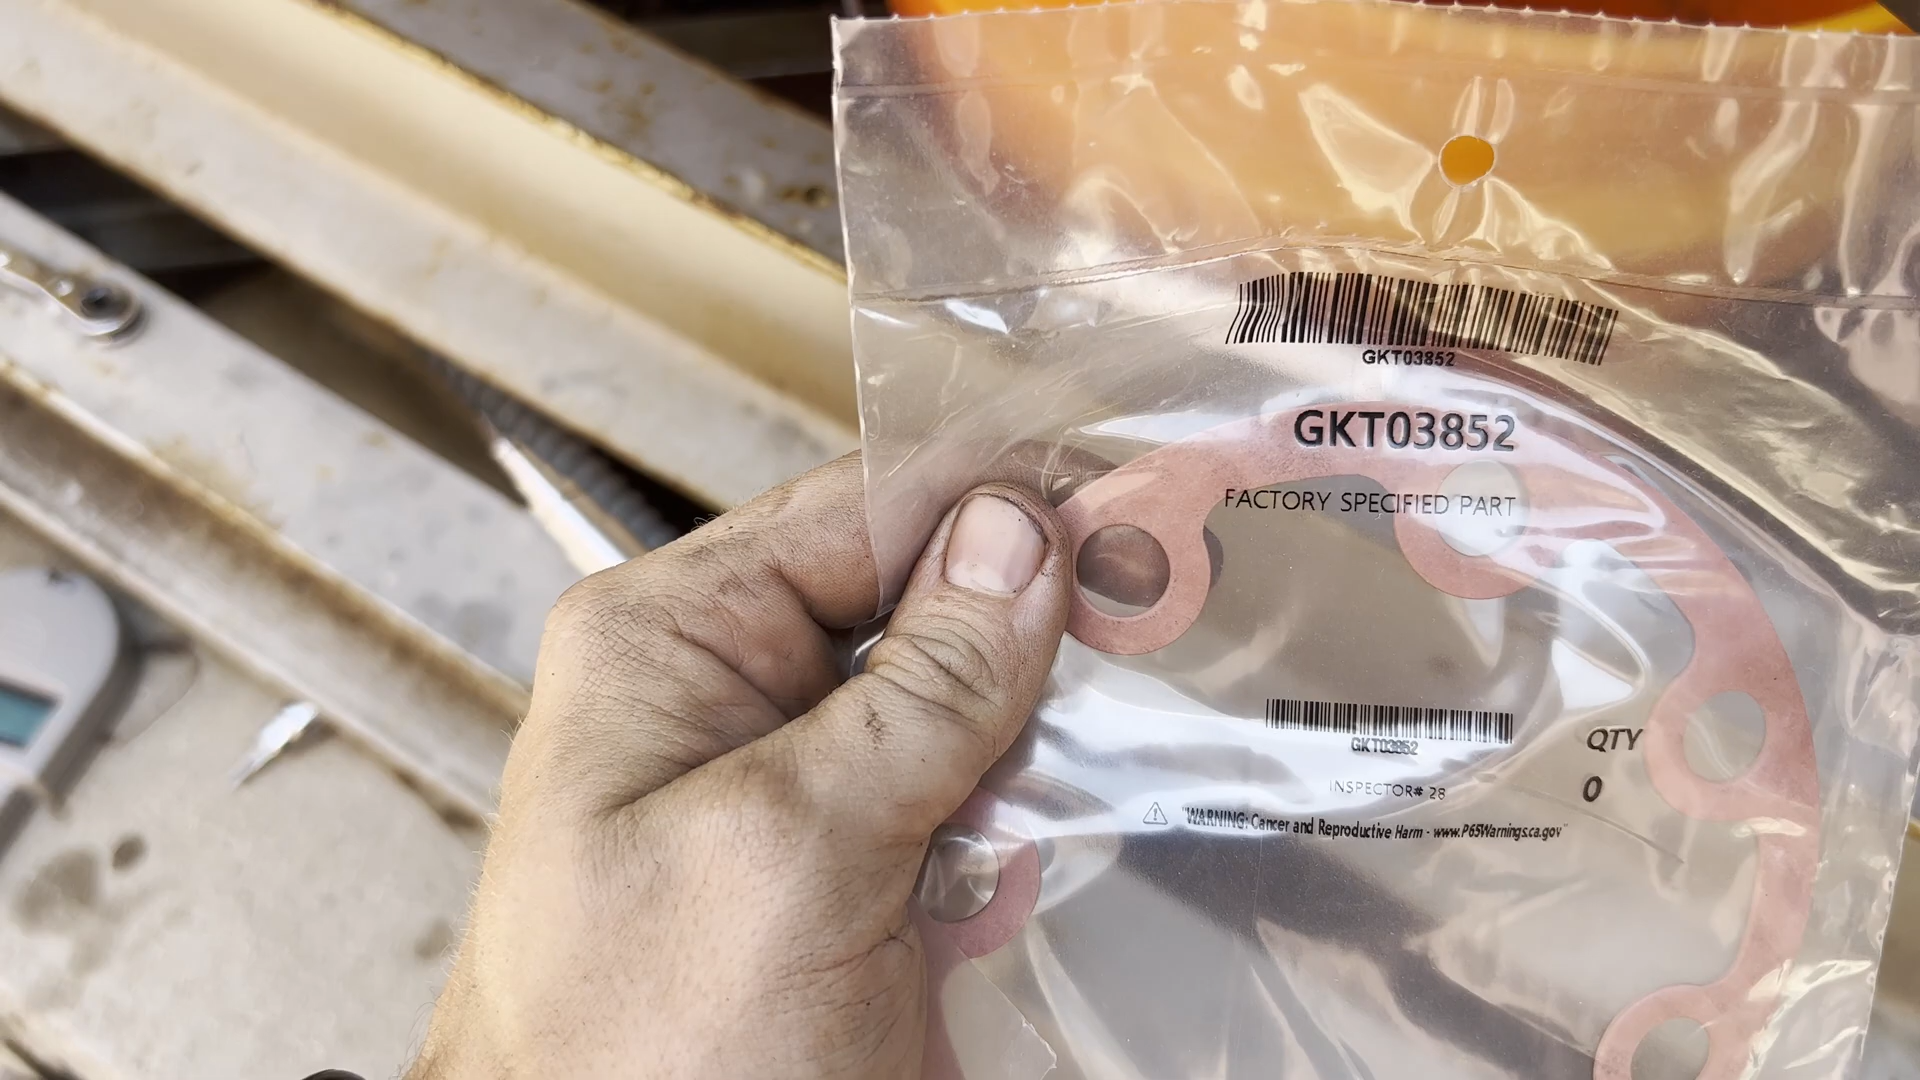 GKT03852
GKT03852
FACTORY SPECIFIED PART
GKT03852
QTY
0
INSPECTOR# 28
"WARNING: Cancer and Reproductive Harm - www.P65Warnings.ca.gov"